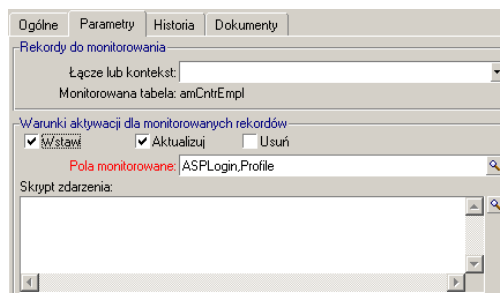 Ogólne Parametry Historia Dokumenty
Rekordy do monitorowania
Łącze lub kontekst:
Monitorowana tabela: amCntrEmpl
Warunki aktywacji dla monitorowanych rekordów
Wstaw Aktualizuj Usuń
Pola monitorowane: ASPLogin,Profile
Skrypt zdarzenia: